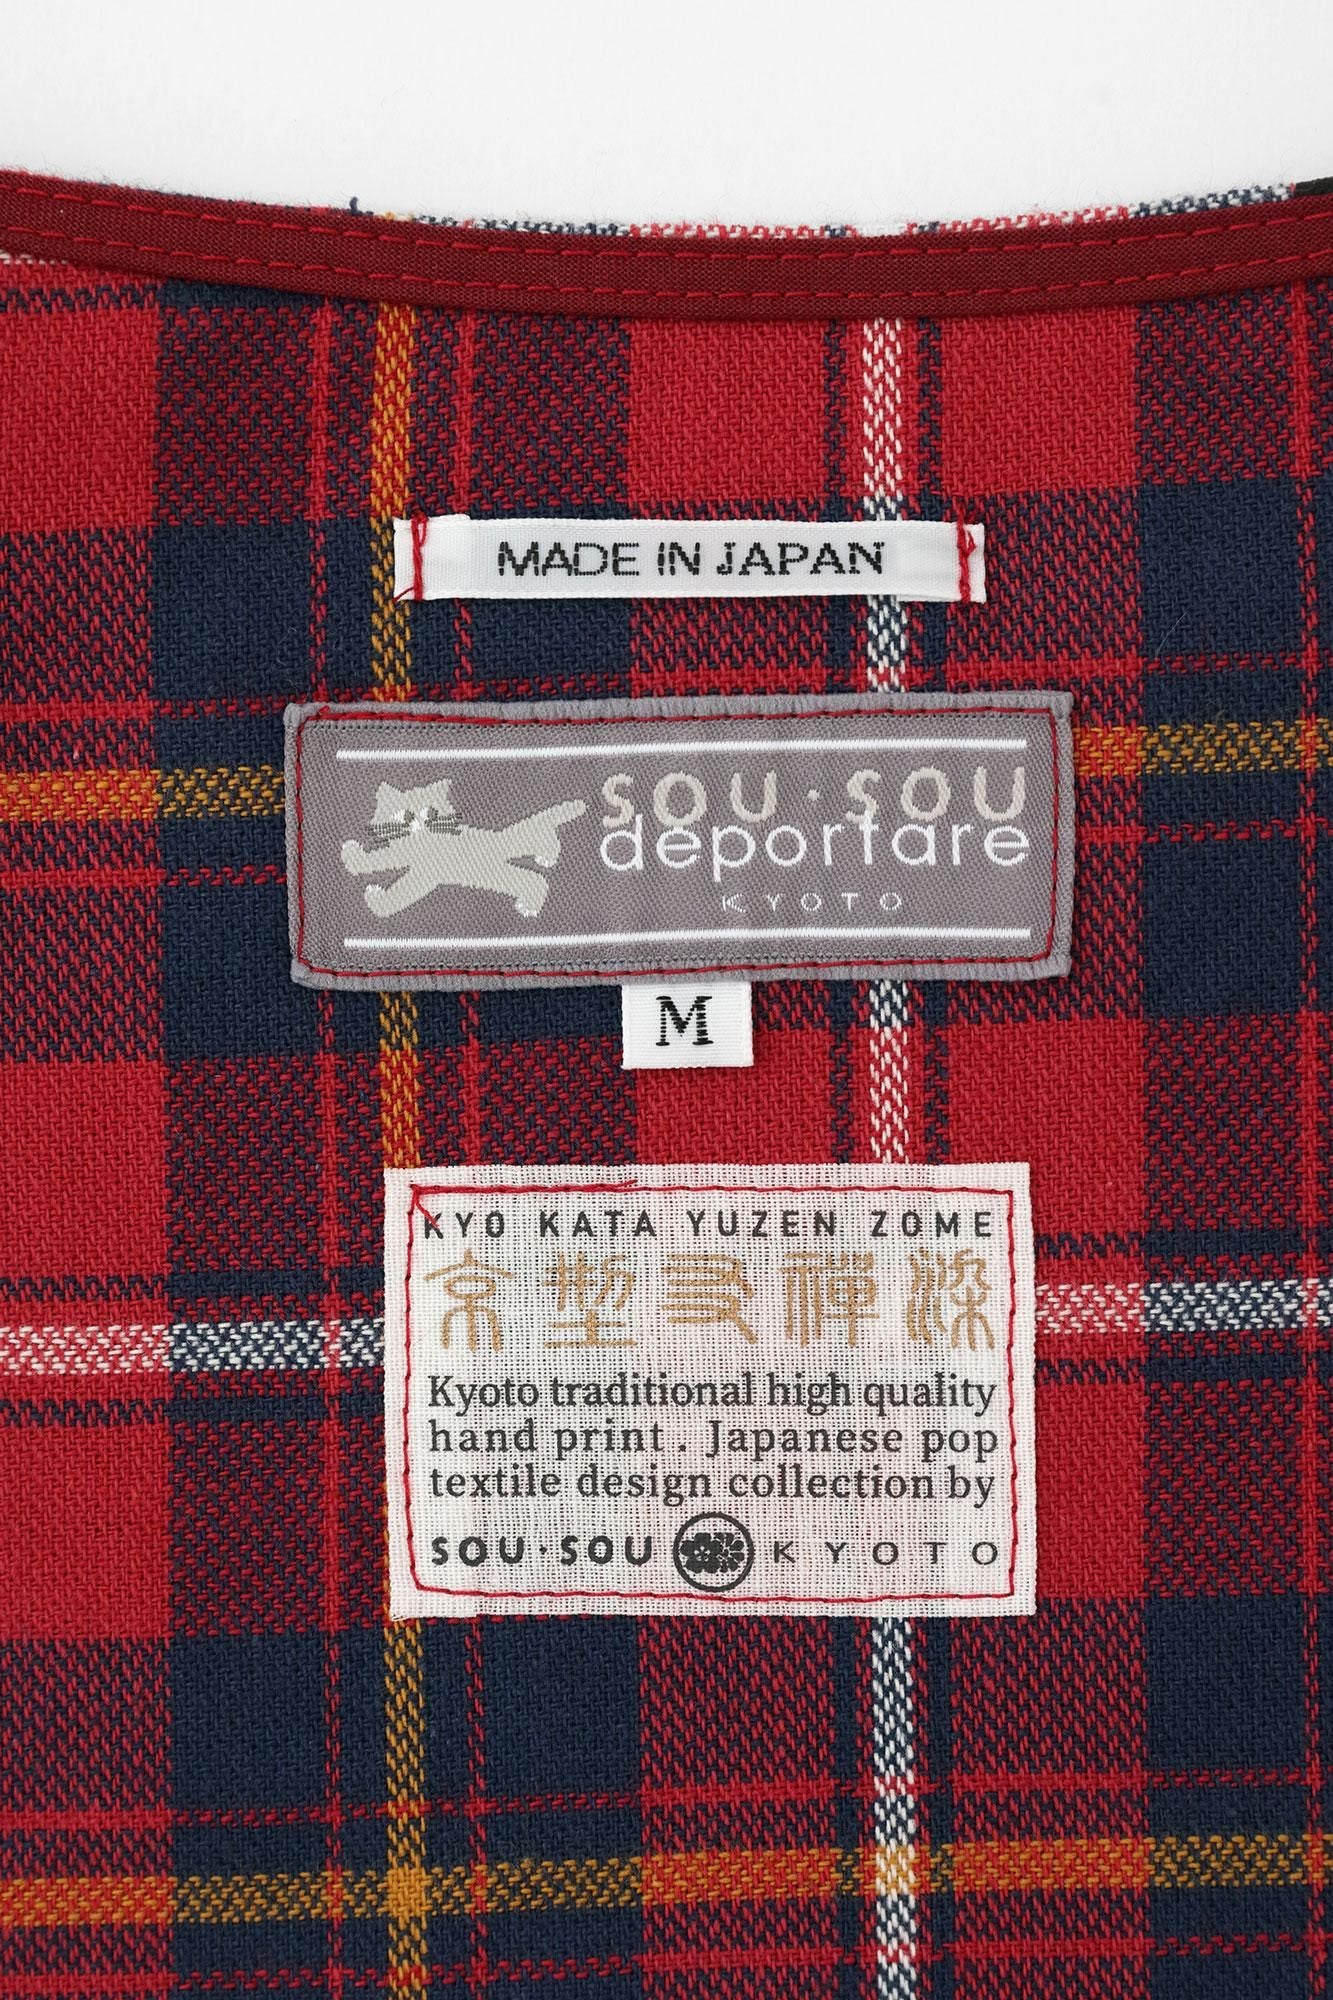 MADE IN JAPAN
SOU・SOU
deportare
KYOTO
M
KYO KATA YUZEN ZOME
京型友禅染
Kyoto traditional high quality
hand print. Japanese pop
textile design collection by
SOU・SOU KYOTO